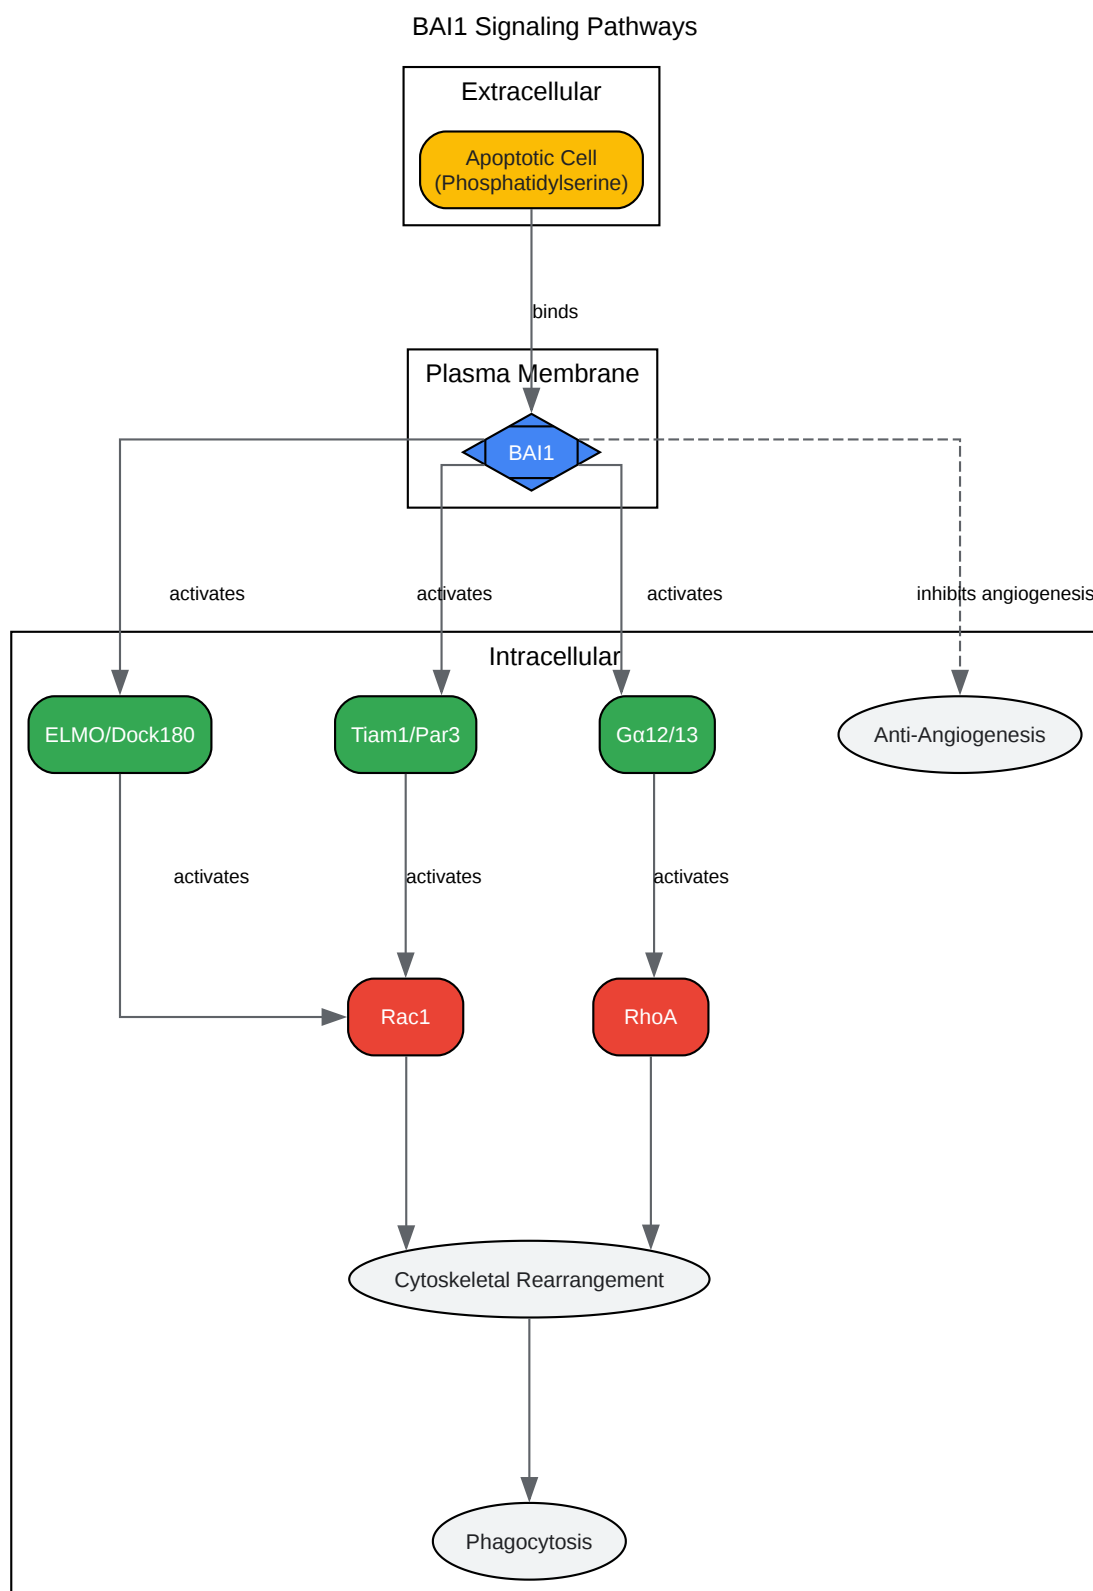 BAI1 Signaling Pathways
Extracellular
Apoptotic Cell
(Phosphatidylserine)
binds
Plasma Membrane
BAI1
activates
activates
activates
inhibits angiogenesis
Intracellular
ELMO/Dock180
Tiam1/Par3
Gα12/13
Anti-Angiogenesis
activates
activates
activates
Rac1
RhoA
Cytoskeletal Rearrangement
Phagocytosis